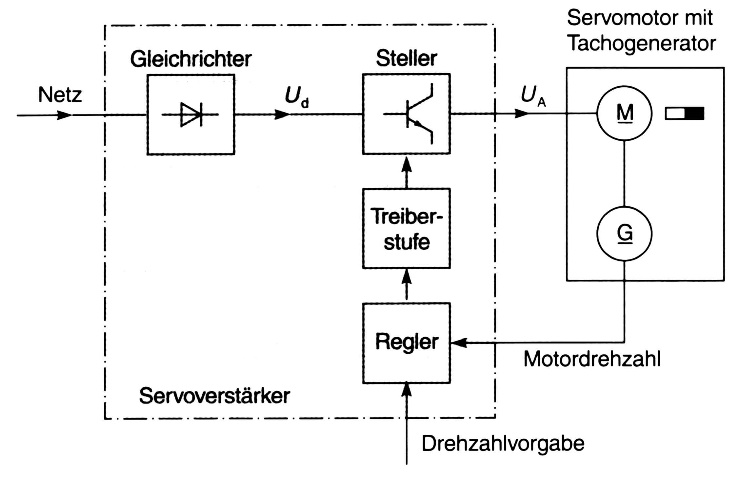 Servomotor mit
Tachogenerator
Gleichrichter
Steller
Netz
U_d
U_A
M
Treiber-
stufe
G
Regler
Motordrehzahl
Servoverstärker
Drehzahlvorgabe